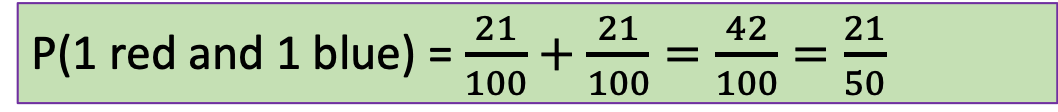 P(1 red and 1 blue) = 21/100 + 21/100 = 42/100 = 21/50